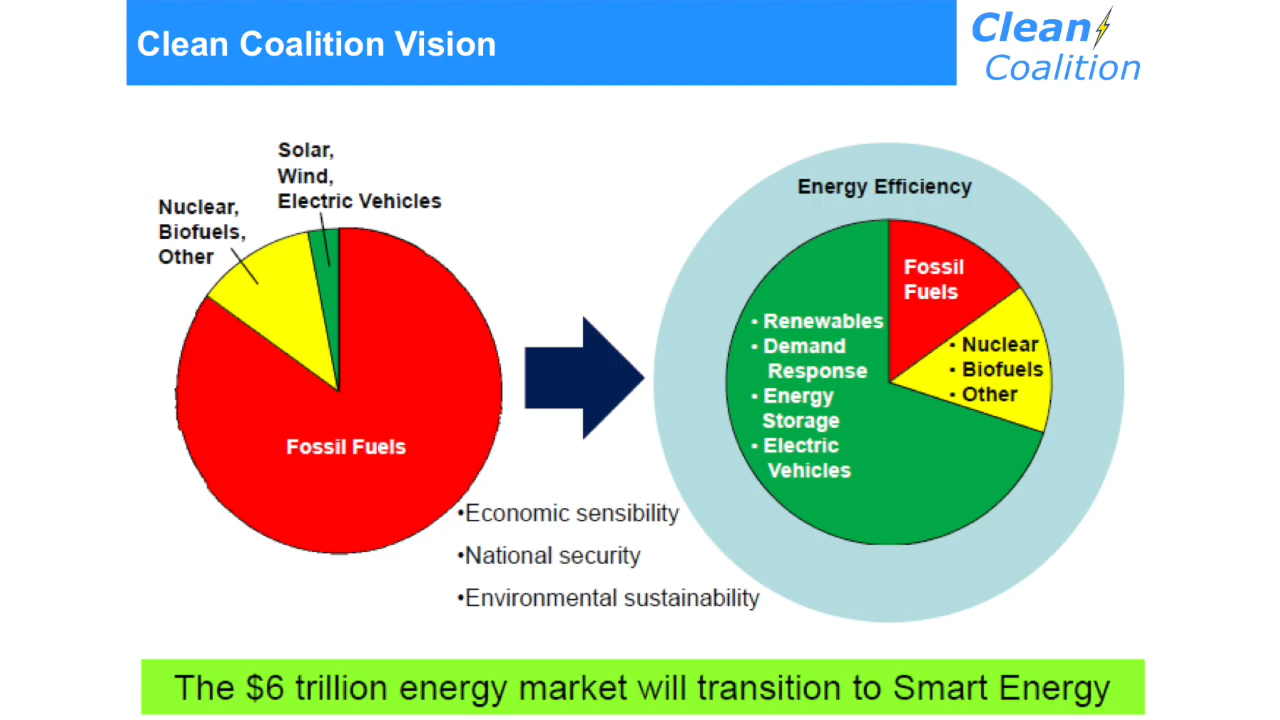 Clean Coalition Vision
Clean
Coalition
Solar,
Wind,
Electric Vehicles
Nuclear,
Biofuels,
Other
Fossil Fuels
Energy Efficiency
Fossil
Fuels
• Nuclear
• Biofuels
• Other
• Renewables
• Demand
Response
• Energy
Storage
• Electric
Vehicles
•Economic sensibility
•National security
•Environmental sustainability
The $6 trillion energy market will transition to Smart Energy